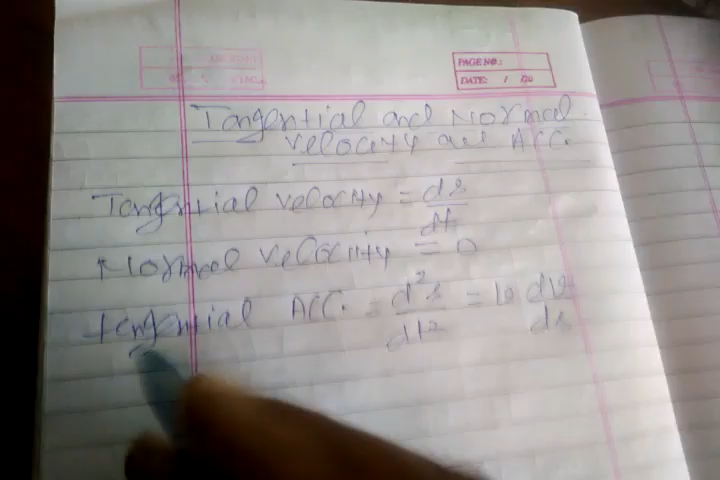 PAGE NO.:
DATE: / /20
Tangential and Normal
velocity and Acc.
Tangential velocity = ds/dt
Normal velocity = 0
tangential Acc. = d²s/dt² = v dv/ds